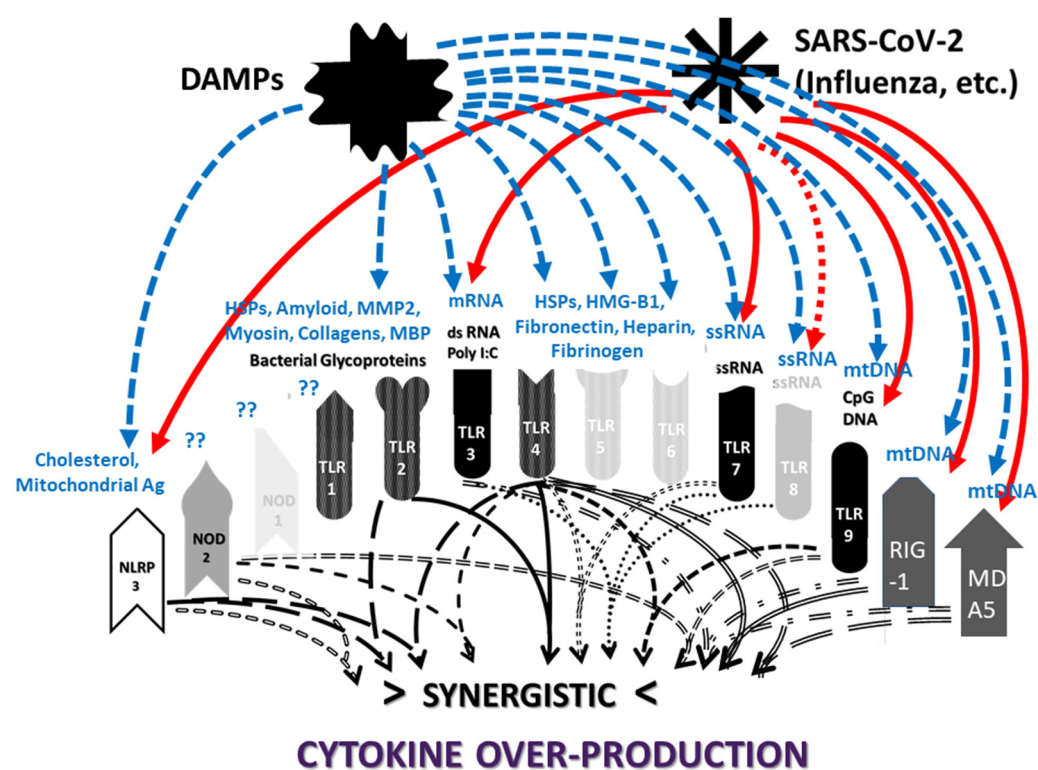 DAMPs
SARS-CoV-2
(Influenza, etc.)
HSPs, Amyloid, MMP2,
Myosin, Collagens, MBP
Bacterial Glycoproteins
mRNA
ds RNA
Poly I:C
HSPs, HMG-B1,
Fibronectin, Heparin,
Fibrinogen
ssRNA
ssRNA
ssRNA
ssRNA
mtDNA
CpG
DNA
mtDNA
mtDNA
??
??
??
Cholesterol,
Mitochondrial Ag
NLRP
3
NOD
2
NOD
1
TLR
1
TLR
2
TLR
3
TLR
4
TLR
5
TLR
6
TLR
7
TLR
8
TLR
9
RIG
-1
MD
A5
> SYNERGISTIC <
CYTOKINE OVER-PRODUCTION